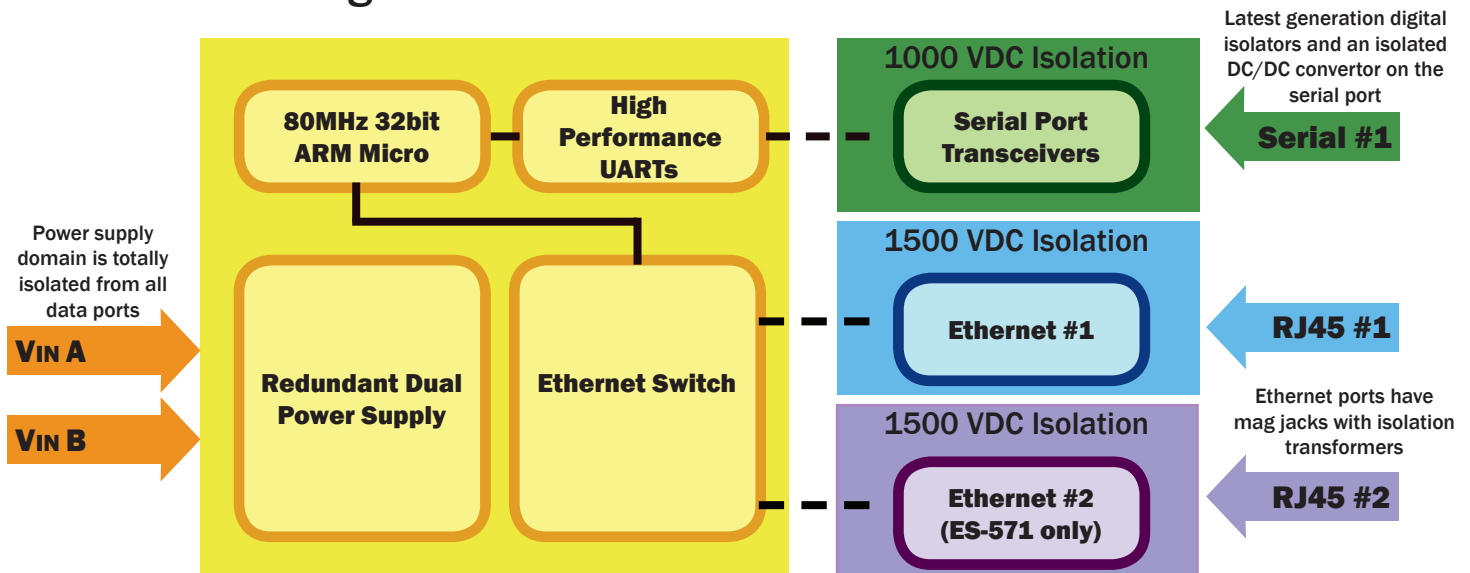 Latest generation digital
isolators and an isolated
DC/DC convertor on the
serial port
1000 VDC Isolation
80MHz 32bit
ARM Micro
High
Performance
UARTs
Serial Port
Transceivers
Serial #1
Power supply
domain is totally
isolated from all
data ports
1500 VDC Isolation
VIN A
Ethernet #1
RJ45 #1
Redundant Dual
Power Supply
Ethernet Switch
VIN B
1500 VDC Isolation
Ethernet ports have
mag jacks with isolation
transformers
Ethernet #2
(ES-571 only)
RJ45 #2